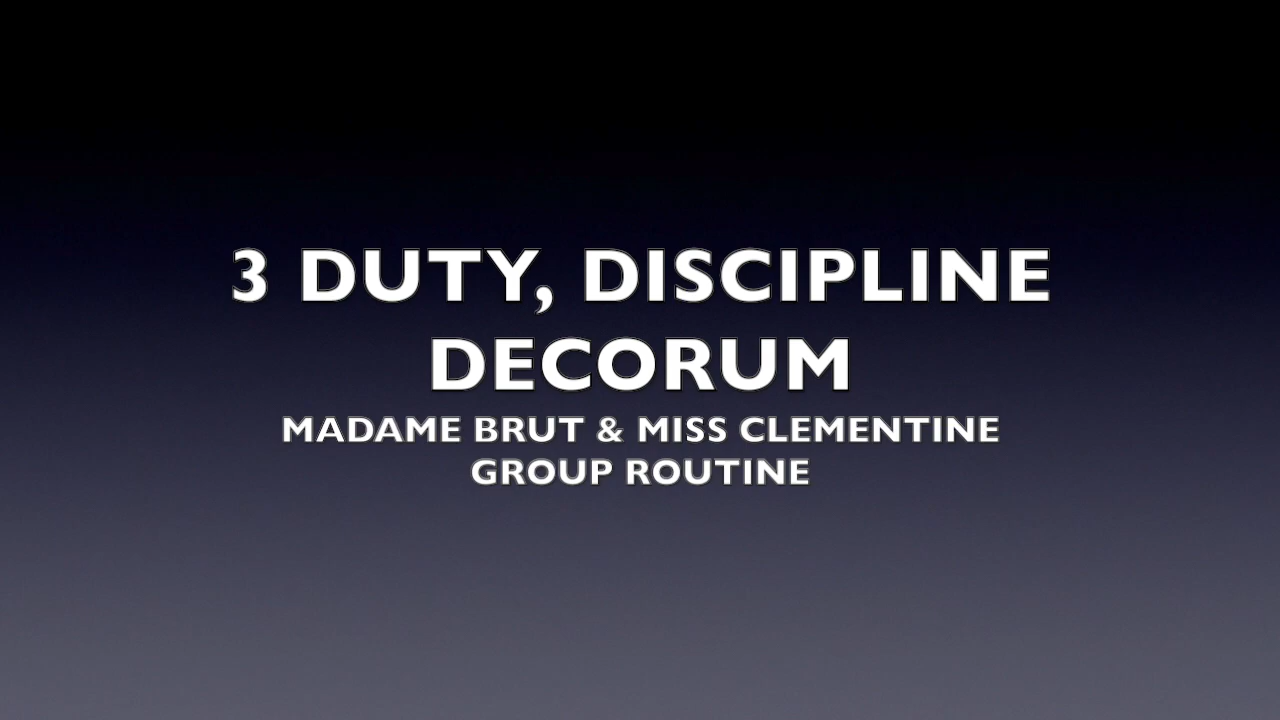 3 DUTY, DISCIPLINE
DECORUM
MADAME BRUT & MISS CLEMENTINE
GROUP ROUTINE